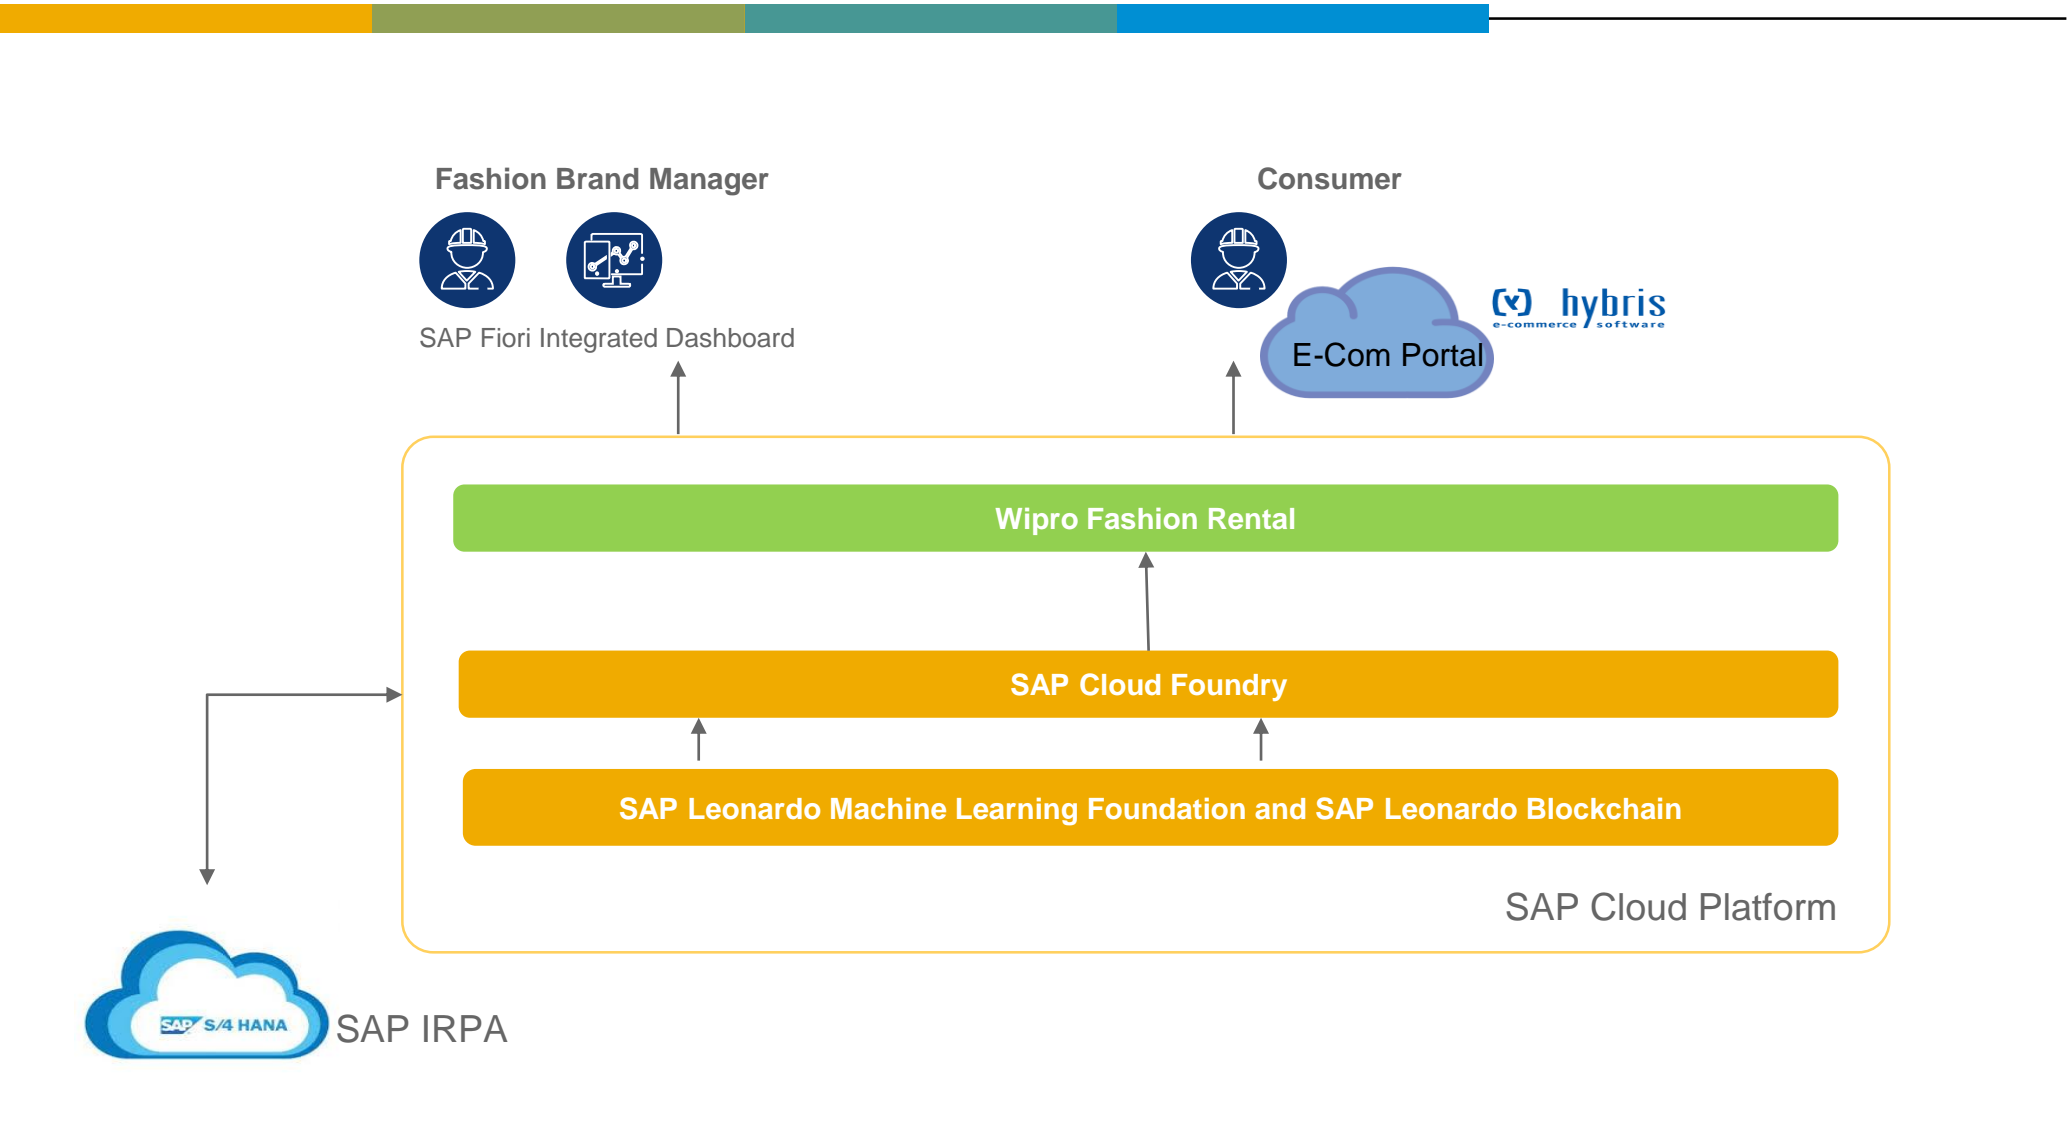 Fashion Brand Manager
Consumer
hybris
e-commerce / software
SAP Fiori Integrated Dashboard
E-Com Portal
Wipro Fashion Rental
SAP Cloud Foundry
SAP Leonardo Machine Learning Foundation and SAP Leonardo Blockchain
SAP Cloud Platform
SAP S/4 HANA
SAP IRPA